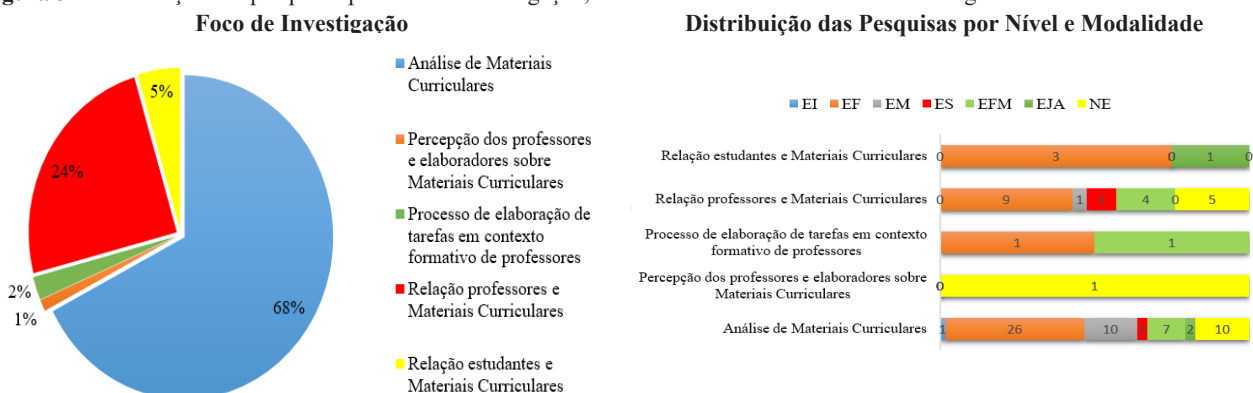 Foco de Investigação
68%
1%
2%
24%
5%
Análise de Materiais
Curriculares
Percepção dos professores
e elaboradores sobre
Materiais Curriculares
Processo de elaboração de
tarefas em contexto
formativo de professores
Relação professores e
Materiais Curriculares
Relação estudantes e
Materiais Curriculares
Distribuição das Pesquisas por Nível e Modalidade
EI EF EM ES EFM EJA NE
Relação estudantes e Materiais Curriculares 0 3 0 1 0
Relação professores e Materiais Curriculares 0 9 1 2 4 0 5
Processo de elaboração de tarefas em contexto
formativo de professores
1 1
Percepção dos professores e elaboradores sobre
Materiais Curriculares
0 1
Análise de Materiais Curriculares 1 26 10 2 7 2 10